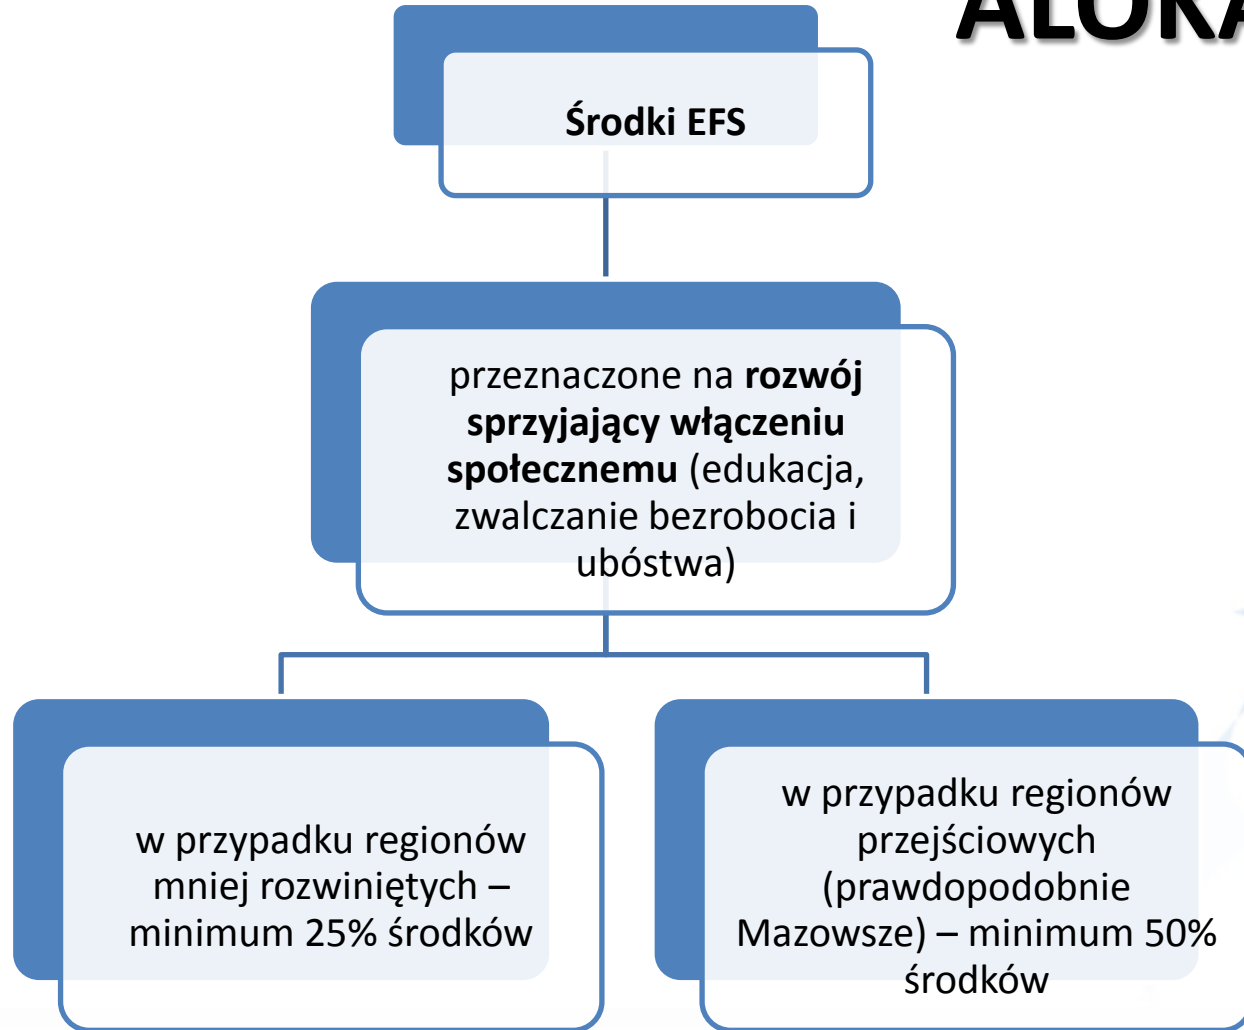 ALOKA
Środki EFS
przeznaczone na rozwój
sprzyjający włączeniu
społecznemu (edukacja,
zwalczanie bezrobocia i
ubóstwa)
w przypadku regionów
mniej rozwiniętych –
minimum 25% środków
w przypadku regionów
przejściowych
(prawdopodobnie
Mazowsze) – minimum 50%
środków